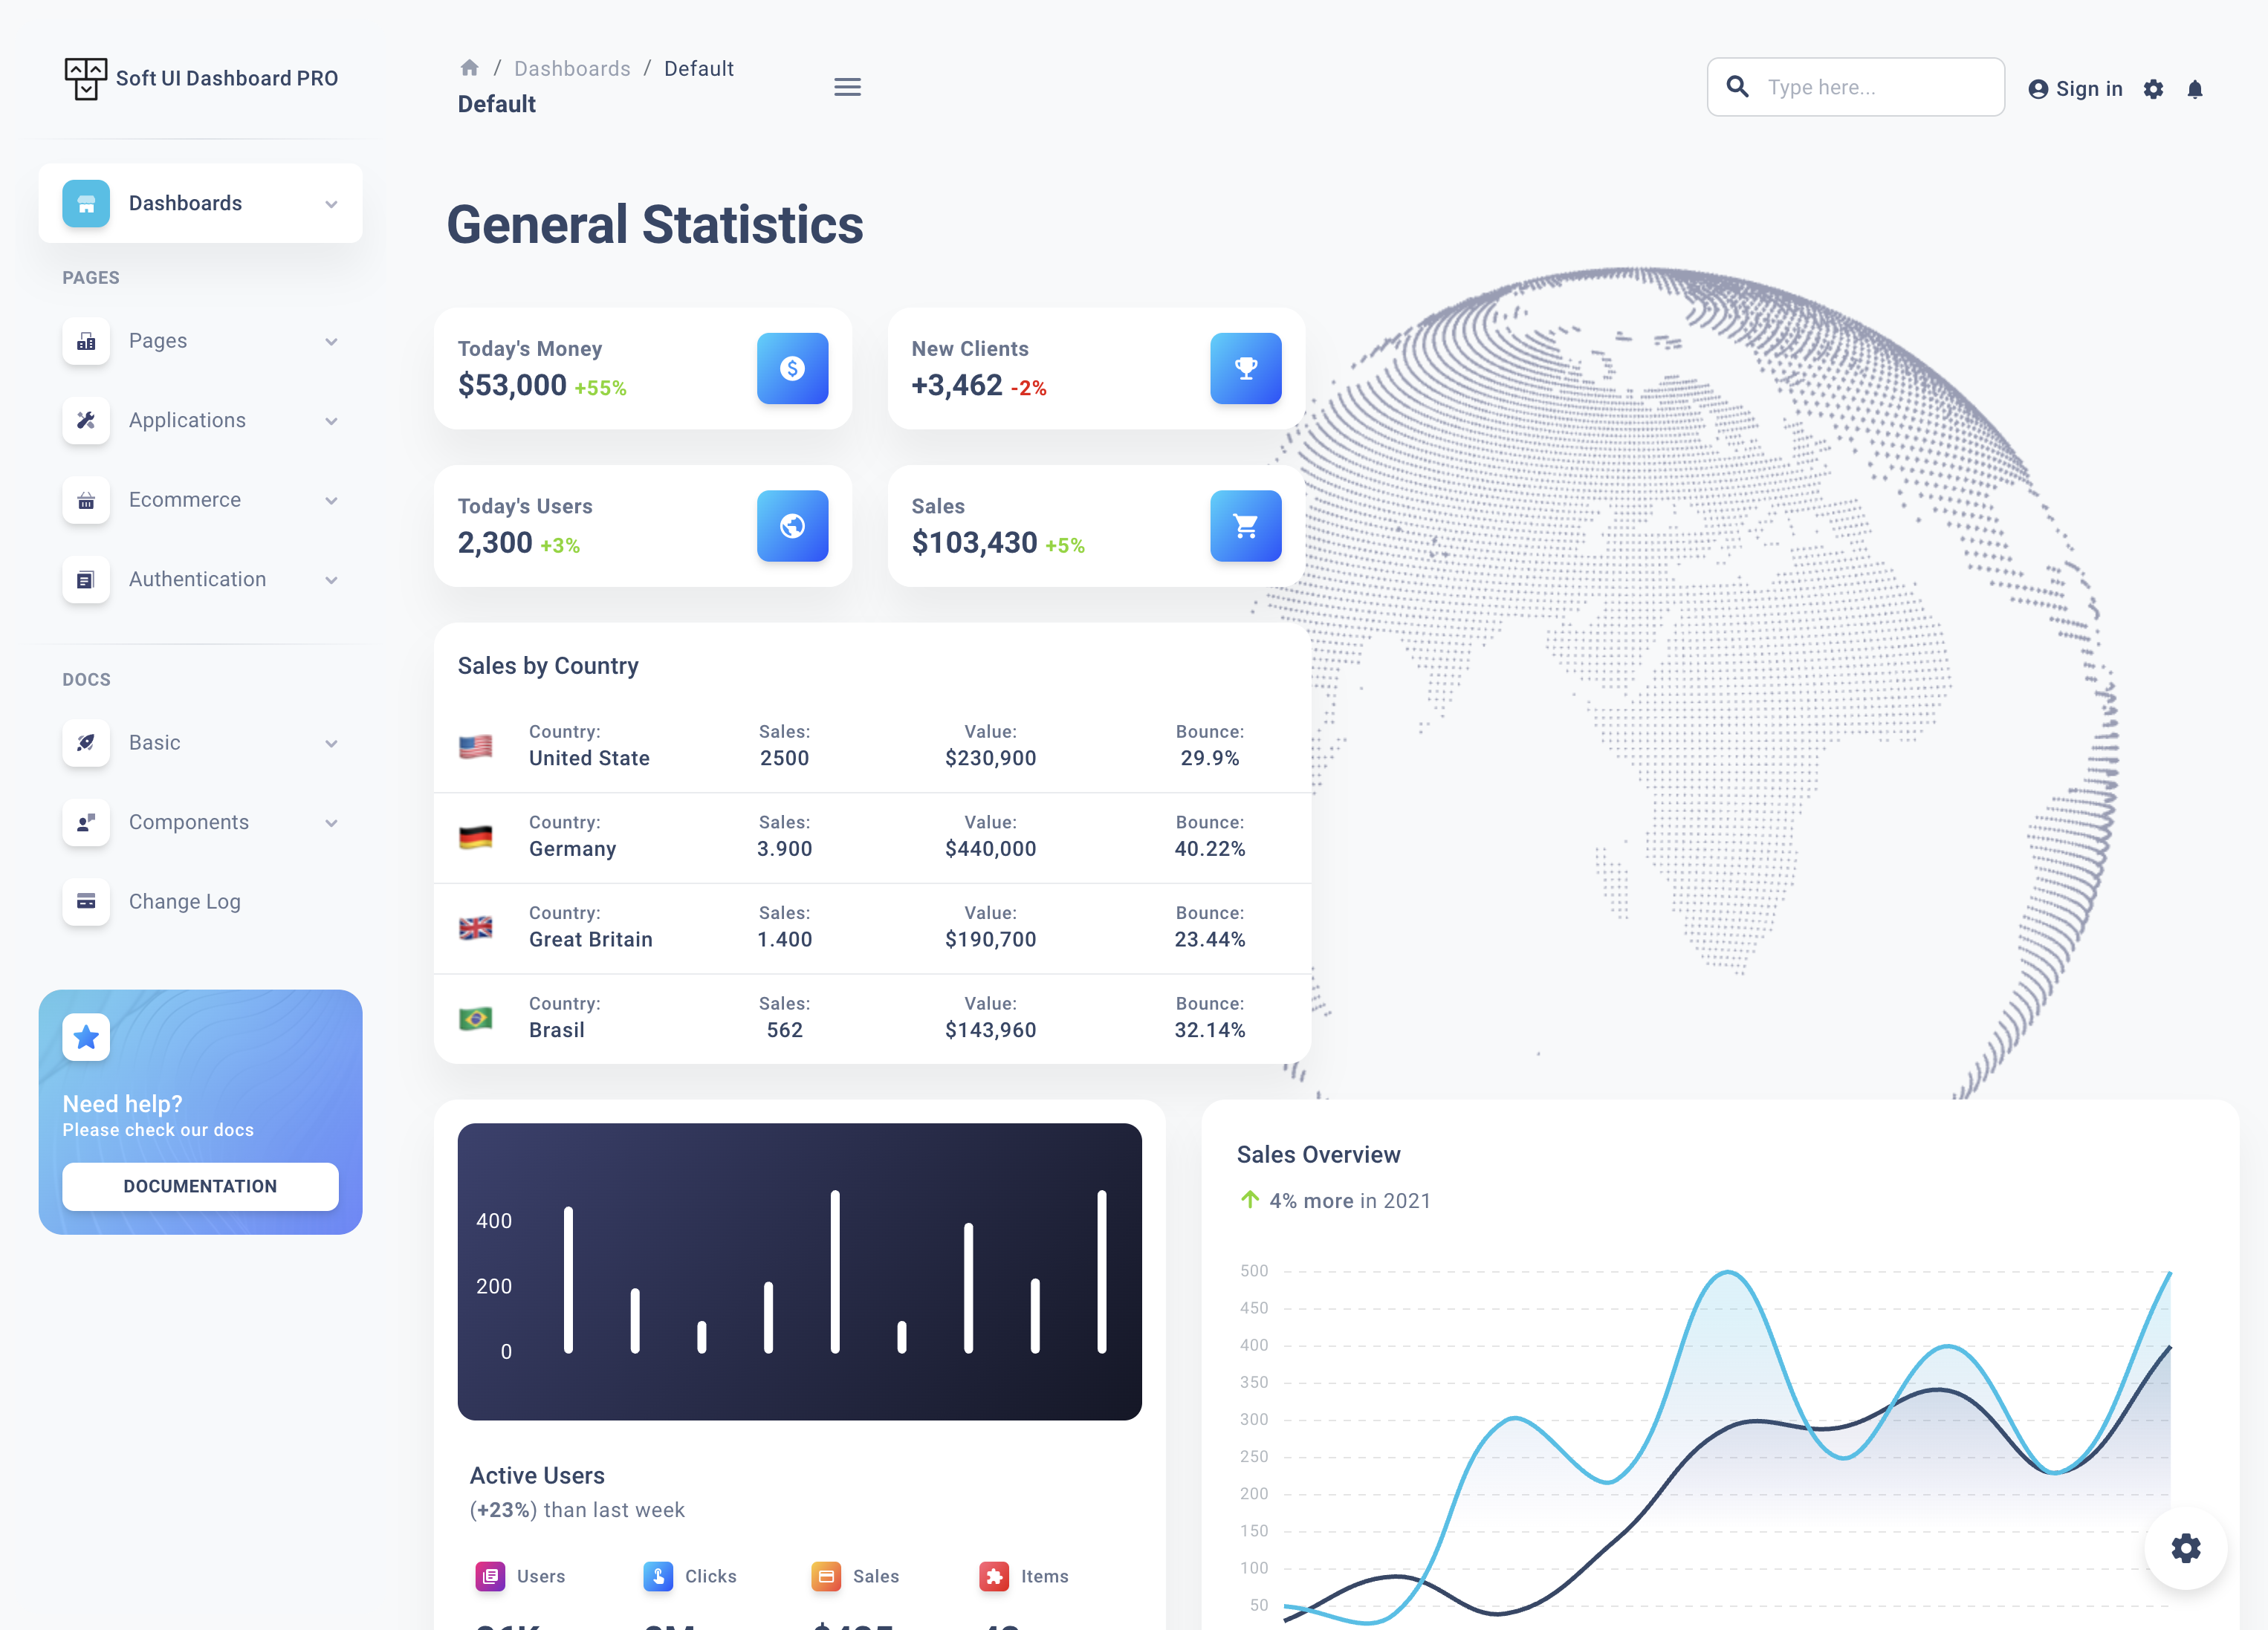 Soft UI Dashboard PRO
/ Dashboards / Default
Default
Type here...
Sign in
Dashboards
PAGES
Pages
Applications
Ecommerce
Authentication
DOCS
Basic
Components
Change Log
Need help?
Please check our docs
DOCUMENTATION
General Statistics
Today's Money
$53,000 +55%
New Clients
+3,462 -2%
Today's Users
2,300 +3%
Sales
$103,430 +5%
Sales by Country
Country: Sales: Value: Bounce:
United State 2500 $230,900 29.9%
Country: Sales: Value: Bounce:
Germany 3.900 $440,000 40.22%
Country: Sales: Value: Bounce:
Great Britain 1.400 $190,700 23.44%
Country: Sales: Value: Bounce:
Brasil 562 $143,960 32.14%
400
200
0
Active Users
(+23%) than last week
Users Clicks Sales Items
Sales Overview
4% more in 2021
500
450
400
350
300
250
200
150
100
50